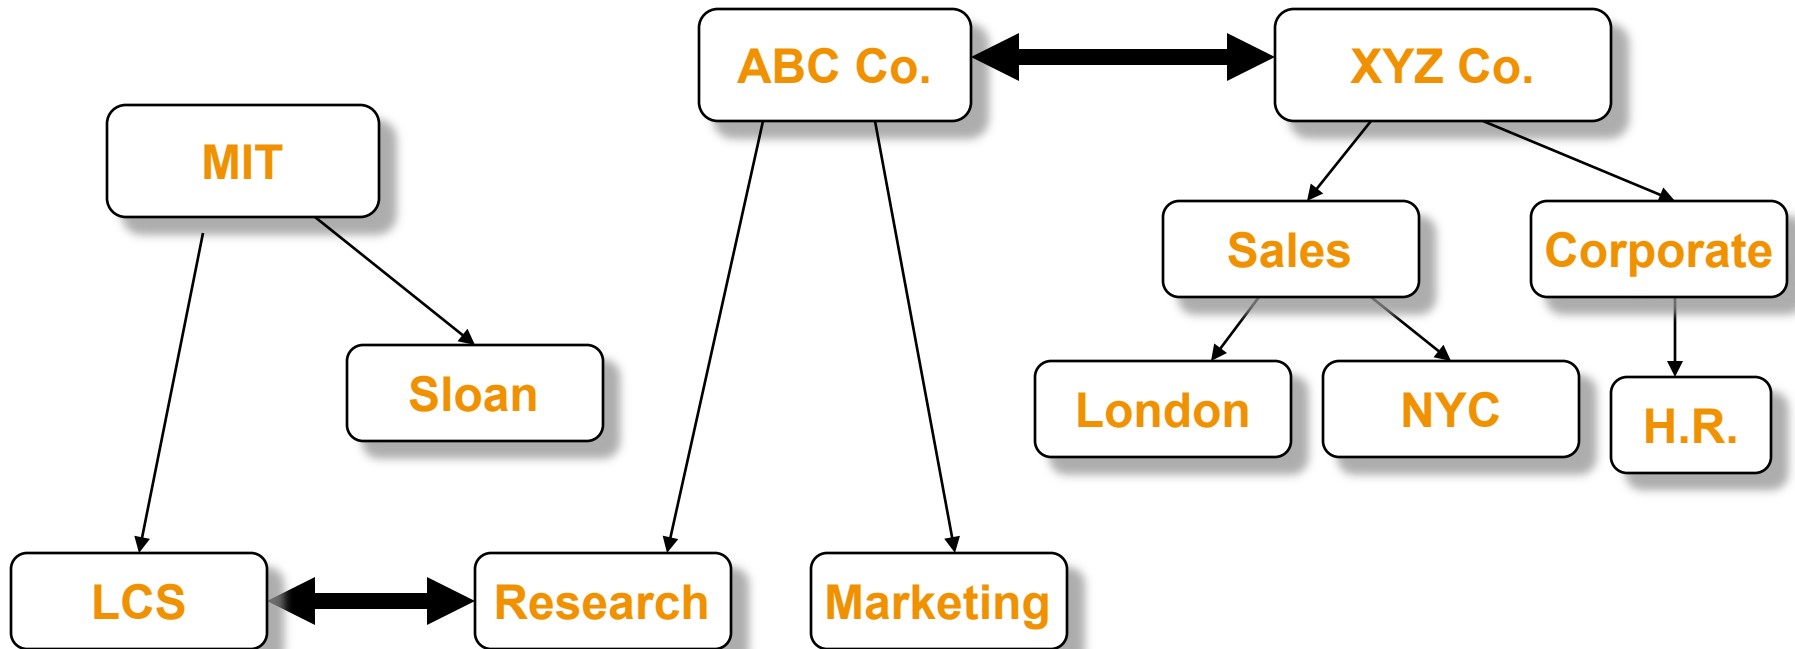 ABC Co.
XYZ Co.
MIT
Sales
Corporate
Sloan
London
NYC
H.R.
LCS
Research
Marketing